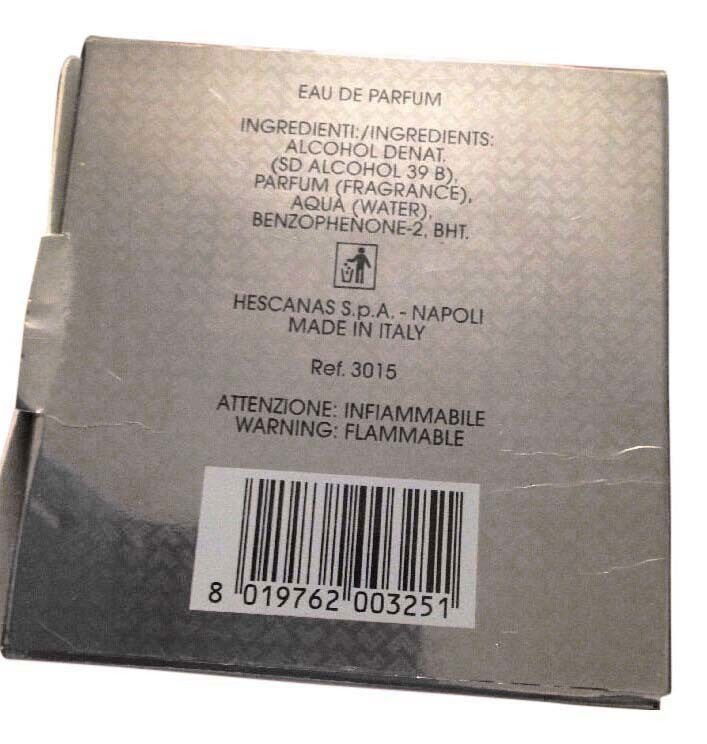 EAU DE PARFUM
INGREDIENTI:/INGREDIENTS:
ALCOHOL DENAT.
(SD ALCOHOL 39 B),
PARFUM (FRAGRANCE),
AQUA (WATER),
BENZOPHENONE-2, BHT.
HESCANAS S.p.A. - NAPOLI
MADE IN ITALY
Ref. 3015
ATTENZIONE: INFIAMMABILE
WARNING: FLAMMABLE
8 019762 003251